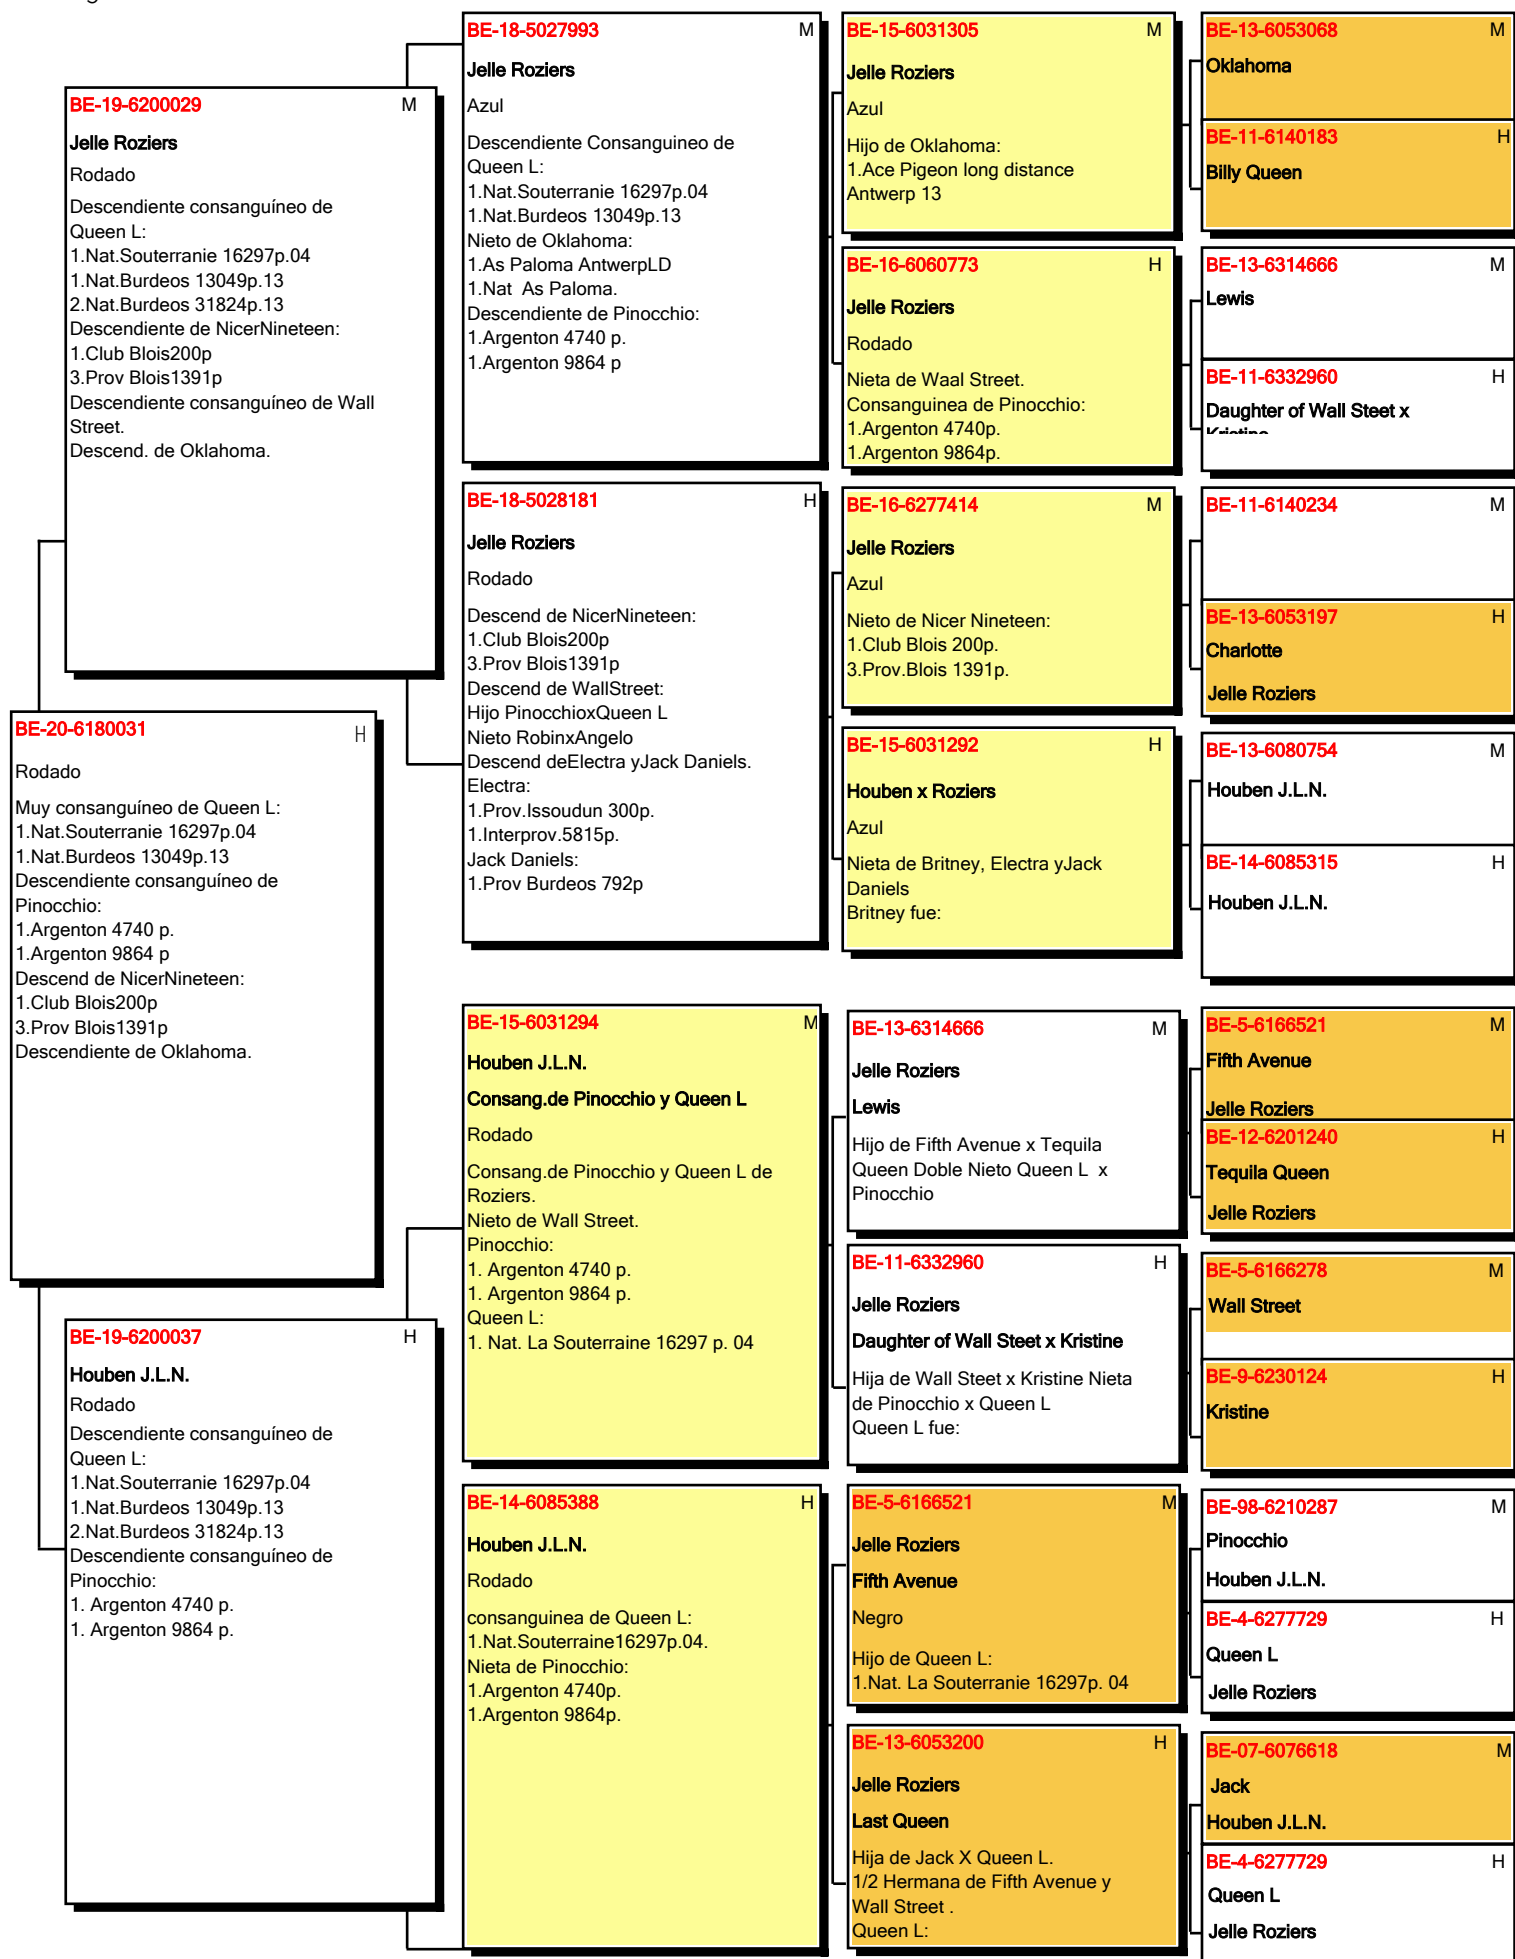 BE-20-6180031 H
Rodado
Muy consanguíneo de Queen L:
1.Nat.Souterranie 16297p.04
1.Nat.Burdeos 13049p.13
Descendiente consanguíneo de
Pinocchio:
1.Argenton 4740 p.
1.Argenton 9864 p
Descend de NicerNineteen:
1.Club Blois200p
3.Prov Blois1391p
Descendiente de Oklahoma.
BE-19-6200029 M
Jelle Roziers
Rodado
Descendiente consanguíneo de
Queen L:
1.Nat.Souterranie 16297p.04
1.Nat.Burdeos 13049p.13
2.Nat.Burdeos 31824p.13
Descendiente de NicerNineteen:
1.Club Blois200p
3.Prov Blois1391p
Descendiente consanguíneo de Wall
Street.
Descend. de Oklahoma.
BE-19-6200037 H
Houben J.L.N.
Rodado
Descendiente consanguíneo de
Queen L:
1.Nat.Souterranie 16297p.04
1.Nat.Burdeos 13049p.13
2.Nat.Burdeos 31824p.13
Descendiente consanguíneo de
Pinocchio:
1. Argenton 4740 p.
1. Argenton 9864 p.
BE-18-5027993 M
Jelle Roziers
Azul
Descendiente Consanguineo de
Queen L:
1.Nat.Souterranie 16297p.04
1.Nat.Burdeos 13049p.13
Nieto de Oklahoma:
1.As Paloma AntwerpLD
1.Nat As Paloma.
Descendiente de Pinocchio:
1.Argenton 4740 p.
1.Argenton 9864 p
BE-18-5028181 H
Jelle Roziers
Rodado
Descend de NicerNineteen:
1.Club Blois200p
3.Prov Blois1391p
Descend de WallStreet:
Hijo PinocchioxQueen L
Nieto RobinxAngelo
Descend deElectra yJack Daniels.
Electra:
1.Prov.Issoudun 300p.
1.Interprov.5815p.
Jack Daniels:
1.Prov Burdeos 792p
BE-15-6031294 M
Houben J.L.N.
Consang.de Pinocchio y Queen L
Rodado
Consang.de Pinocchio y Queen L de
Roziers.
Nieto de Wall Street.
Pinocchio:
1. Argenton 4740 p.
1. Argenton 9864 p.
Queen L:
1. Nat. La Souterraine 16297 p. 04
BE-14-6085388 H
Houben J.L.N.
Rodado
consanguinea de Queen L:
1.Nat.Souterraine16297p.04.
Nieta de Pinocchio:
1.Argenton 4740p.
1.Argenton 9864p.
BE-15-6031305 M
Jelle Roziers
Azul
Hijo de Oklahoma:
1.Ace Pigeon long distance
Antwerp 13
BE-16-6060773 H
Jelle Roziers
Rodado
Nieta de Waal Street.
Consanguinea de Pinocchio:
1.Argenton 4740p.
1.Argenton 9864p.
BE-16-6277414 M
Jelle Roziers
Azul
Nieto de Nicer Nineteen:
1.Club Blois 200p.
3.Prov.Blois 1391p.
BE-15-6031292 H
Houben x Roziers
Azul
Nieta de Britney, Electra yJack
Daniels
Britney fue:
BE-13-6314666 M
Jelle Roziers
Lewis
Hijo de Fifth Avenue x Tequila
Queen Doble Nieto Queen L x
Pinocchio
BE-11-6332960 H
Jelle Roziers
Daughter of Wall Steet x Kristine
Hija de Wall Steet x Kristine Nieta
de Pinocchio x Queen L
Queen L fue:
BE-5-6166521 M
Jelle Roziers
Fifth Avenue
Negro
Hijo de Queen L:
1.Nat. La Souterranie 16297p. 04
BE-13-6053200 H
Jelle Roziers
Last Queen
Hija de Jack X Queen L.
1/2 Hermana de Fifth Avenue y
Wall Street .
Queen L:
BE-13-6053068 M
Oklahoma
BE-11-6140183 H
Billy Queen
BE-13-6314666 M
Lewis
BE-11-6332960 H
Daughter of Wall Steet x
Kristine
BE-11-6140234 M
BE-13-6053197 H
Charlotte
Jelle Roziers
BE-13-6080754 M
Houben J.L.N.
BE-14-6085315 H
Houben J.L.N.
BE-5-6166521 M
Fifth Avenue
Jelle Roziers
BE-12-6201240 H
Tequila Queen
Jelle Roziers
BE-5-6166278 M
Wall Street
BE-9-6230124 H
Kristine
BE-98-6210287 M
Pinocchio
Houben J.L.N.
BE-4-6277729 H
Queen L
Jelle Roziers
BE-07-6076618 M
Jack
Houben J.L.N.
BE-4-6277729 H
Queen L
Jelle Roziers